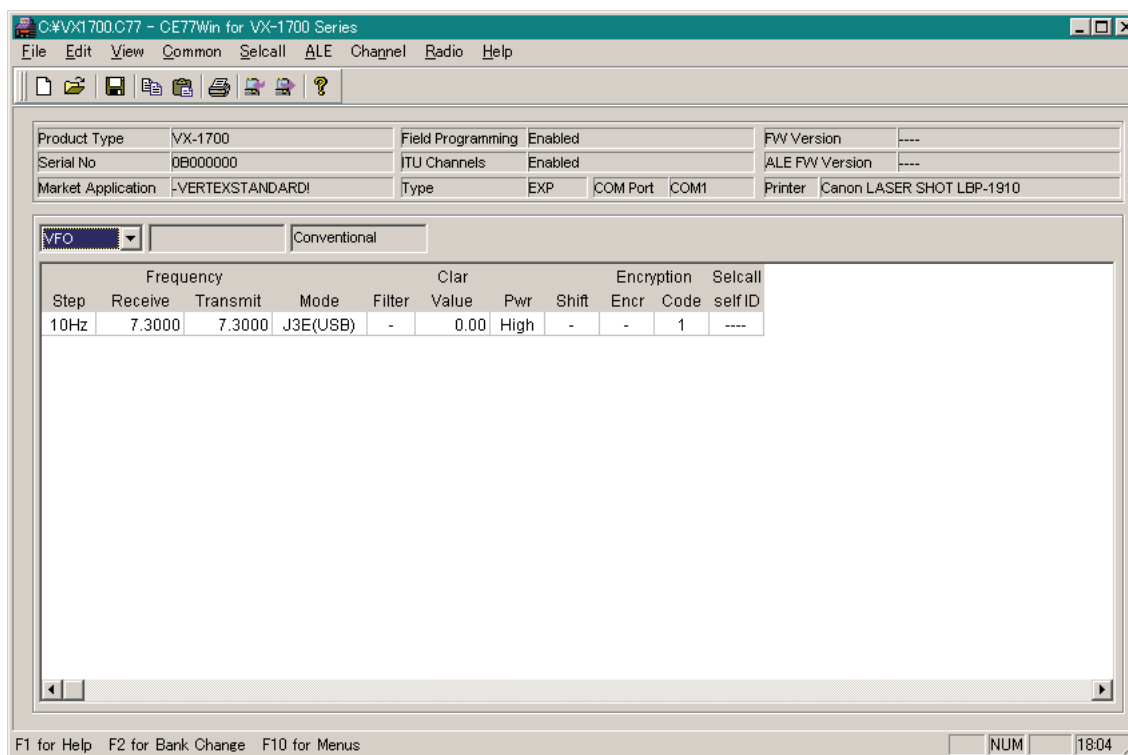 C:¥VX1700.C77 - CE77Win for VX-1700 Series
File Edit View Common Selcall ALE Channel Radio Help
Product Type VX-1700 Field Programming Enabled FW Version ----
Serial No 0B000000 ITU Channels Enabled ALE FW Version ----
Market Application -VERTEXSTANDARD! Type EXP COM Port COM1 Printer Canon LASER SHOT LBP-1910
VFO Conventional
Frequency Clar Encryption Selcall
Step Receive Transmit Mode Filter Value Pwr Shift Encr Code self ID
10Hz 7.3000 7.3000 J3E(USB) - 0.00 High - - 1 ----
F1 for Help F2 for Bank Change F10 for Menus NUM 18:04